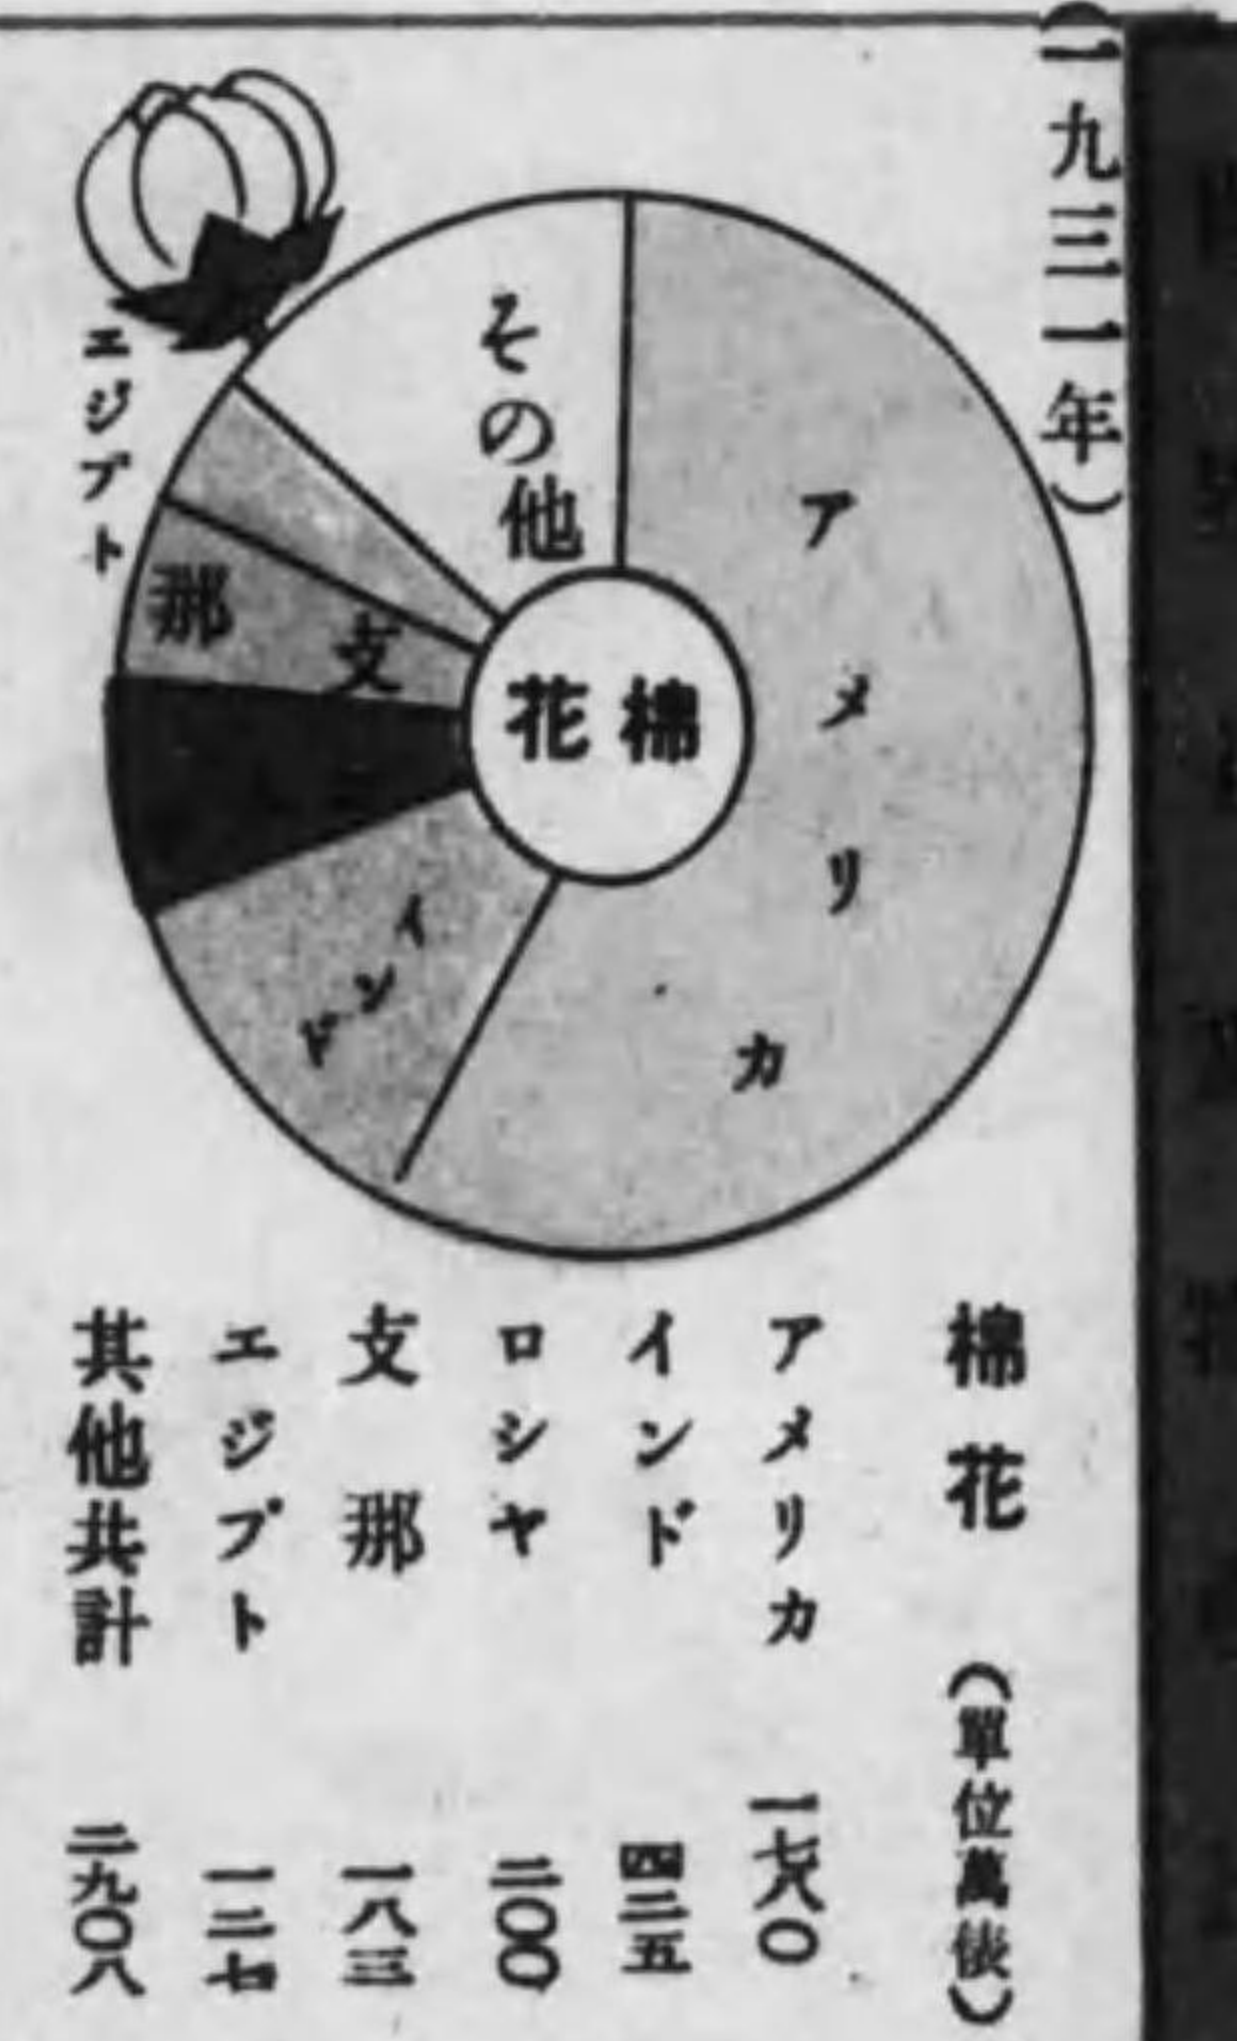 (一九三一年)
その他
アメリカ
エジプト
支那
棉花
インド
棉花 (單位萬俵)
アメリカ 一七八〇
インド 四二五
ロシヤ 二〇〇
支那 一八三
エジプト 一二七
其他共計 二九〇八